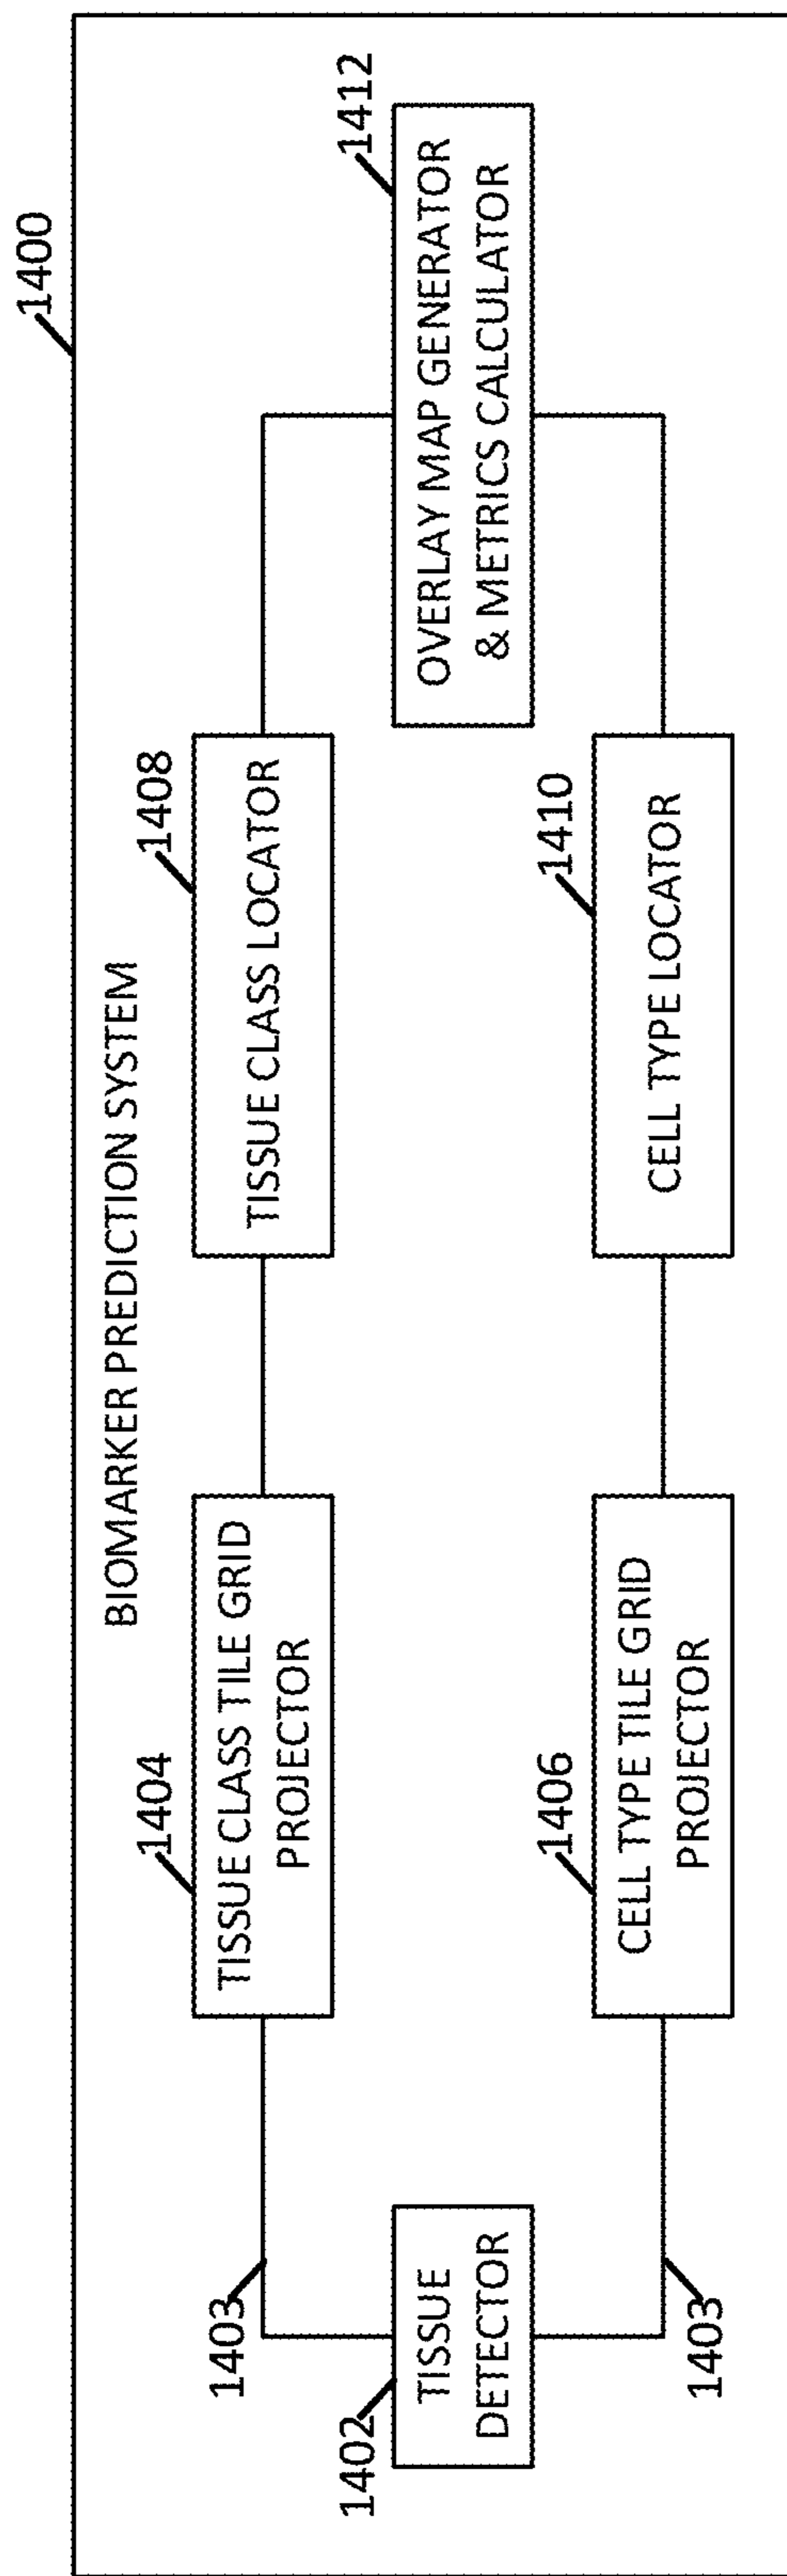 1400
BIOMARKER PREDICTION SYSTEM
1404
TISSUE CLASS TILE GRID
PROJECTOR
1408
TISSUE CLASS LOCATOR
1403
1402
TISSUE
DETECTOR
1412
OVERLAY MAP GENERATOR
& METRICS CALCULATOR
1403
1406
CELL TYPE TILE GRID
PROJECTOR
1410
CELL TYPE LOCATOR